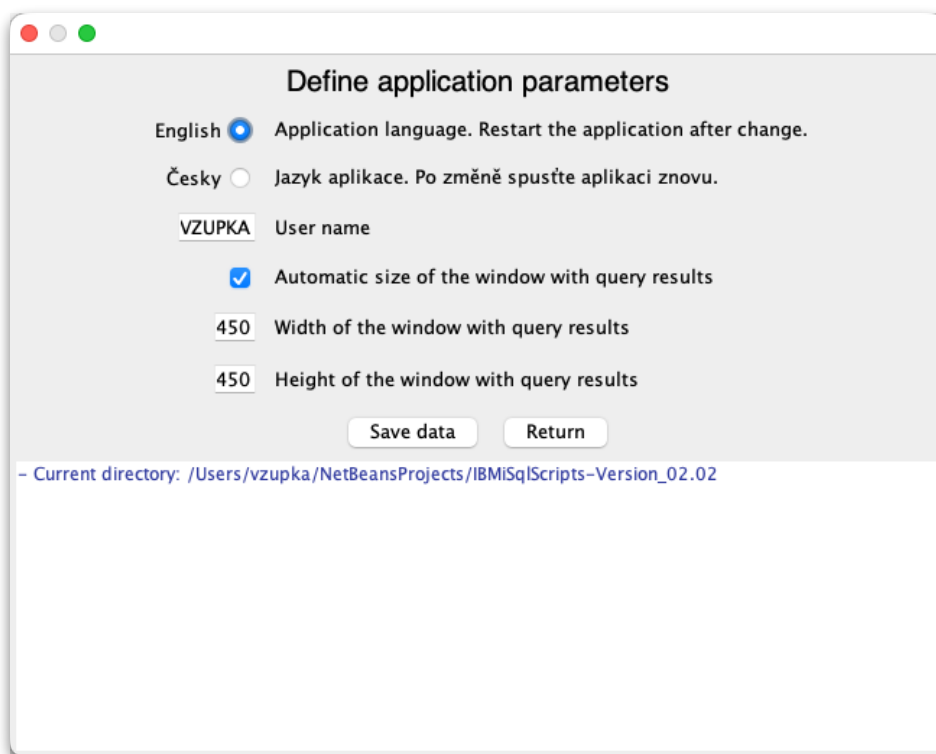 Define application parameters
English Application language. Restart the application after change.
Česky Jazyk aplikace. Po změně spusťte aplikaci znovu.
VZUPKA User name
Automatic size of the window with query results
450 Width of the window with query results
450 Height of the window with query results
Save data Return
– Current directory: /Users/vzupka/NetBeansProjects/IBMiSqlScripts–Version_02.02